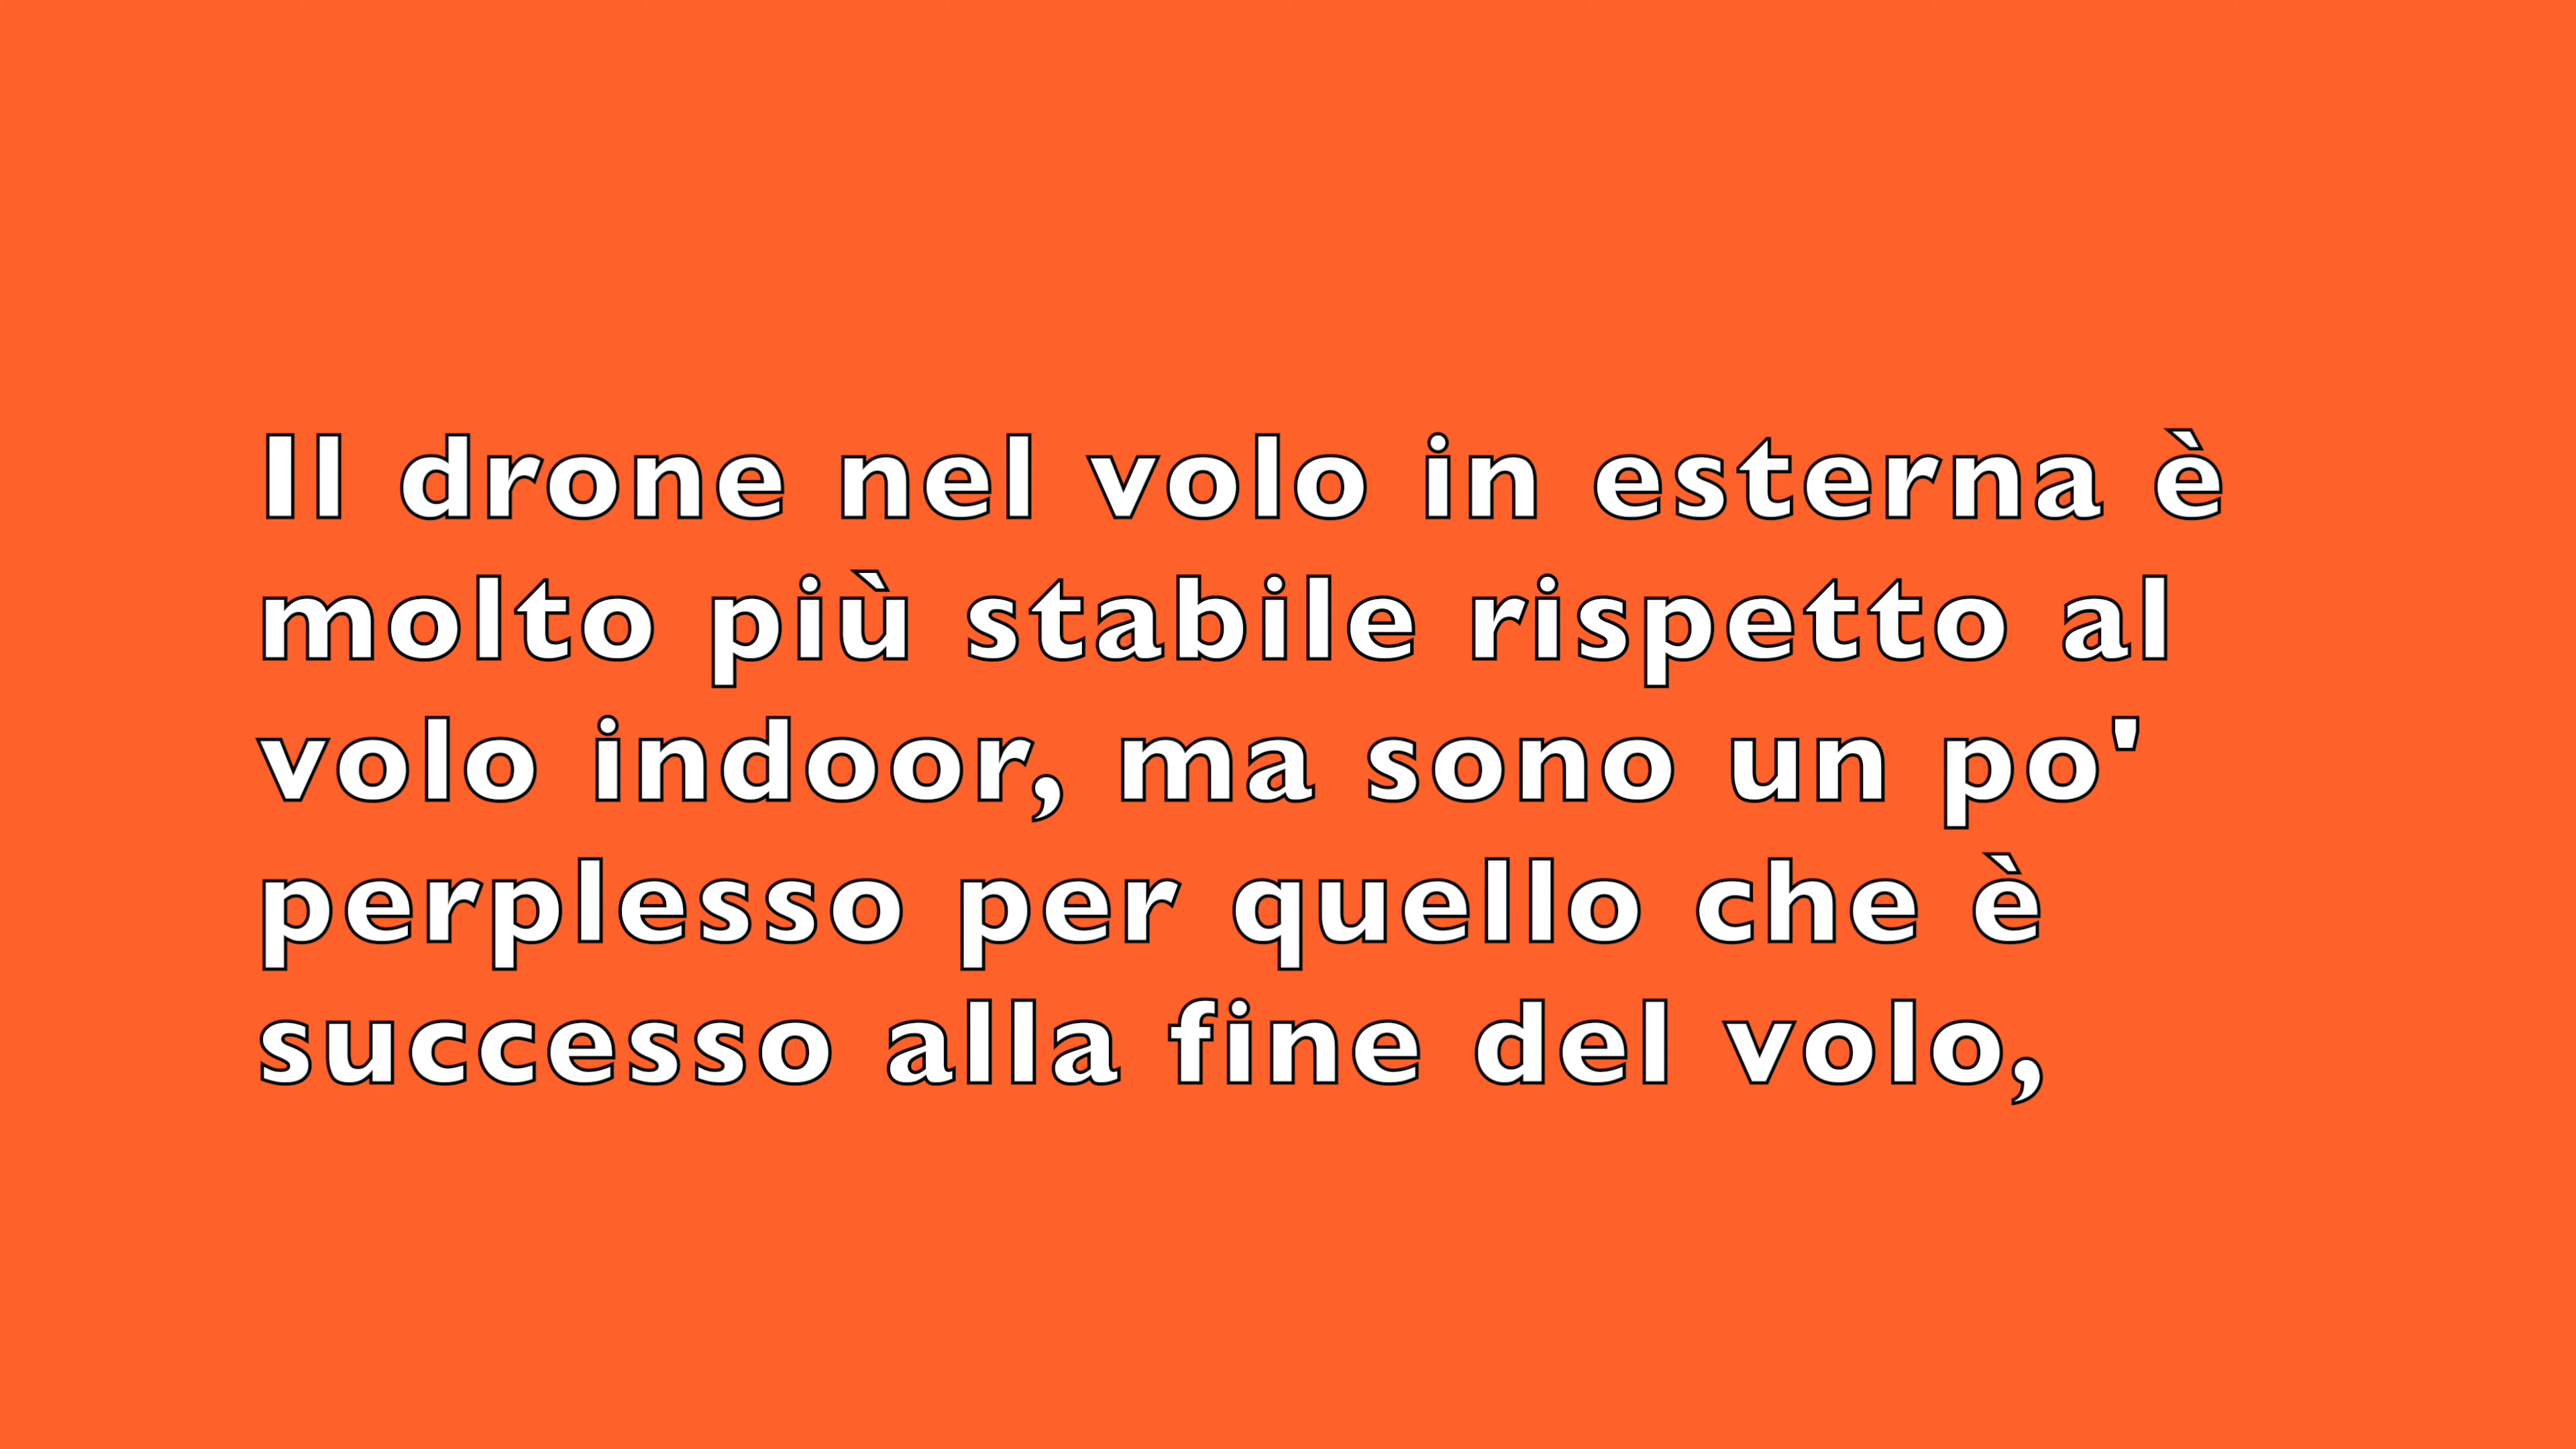 Il drone nel volo in esterna è
molto più stabile rispetto al
volo indoor, ma sono un po'
perplesso per quello che è
successo alla fine del volo,